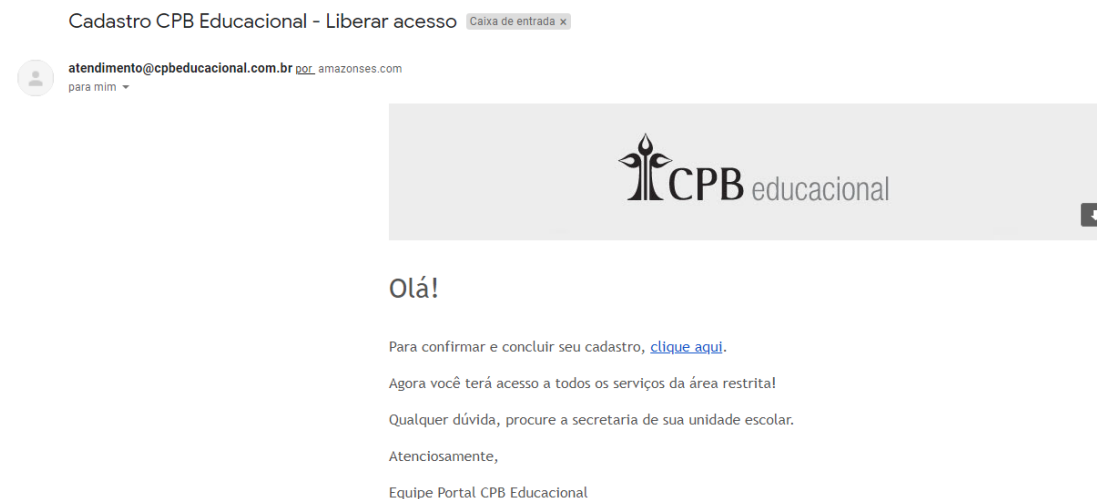 Cadastro CPB Educacional - Liberar acesso Caixa de entrada x
atendimento@cpbeducacional.com.br por amazonses.com
para mim
CPB educacional
Olá!
Para confirmar e concluir seu cadastro, clique aqui.
Agora você terá acesso a todos os serviços da área restrita!
Qualquer dúvida, procure a secretaria de sua unidade escolar.
Atenciosamente,
Equipe Portal CPB Educacional